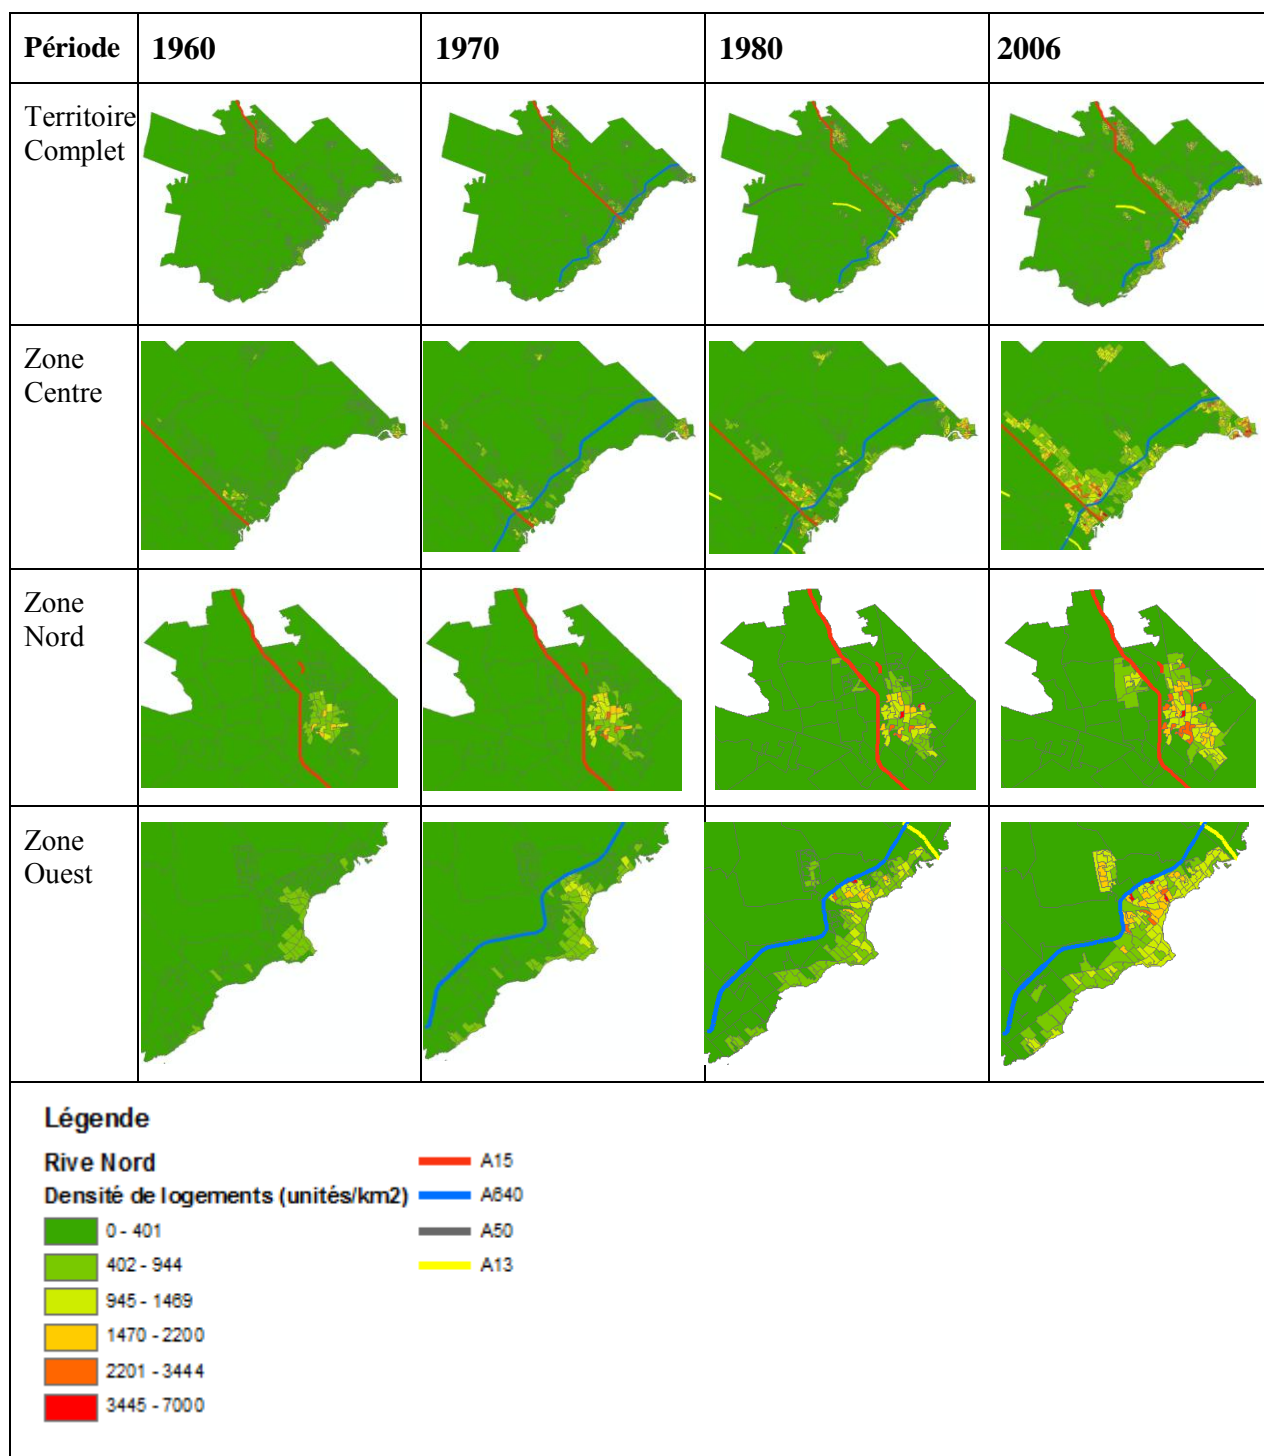 Période
1960
1970
1980
2006
Territoire
Complet
Zone
Centre
Zone
Nord
Zone
Ouest
Légende
Rive Nord
Densité de logements (unités/km2)
0 - 401
402 - 944
945 - 1469
1470 - 2200
2201 - 3444
3445 - 7000
A15
A640
A50
A13